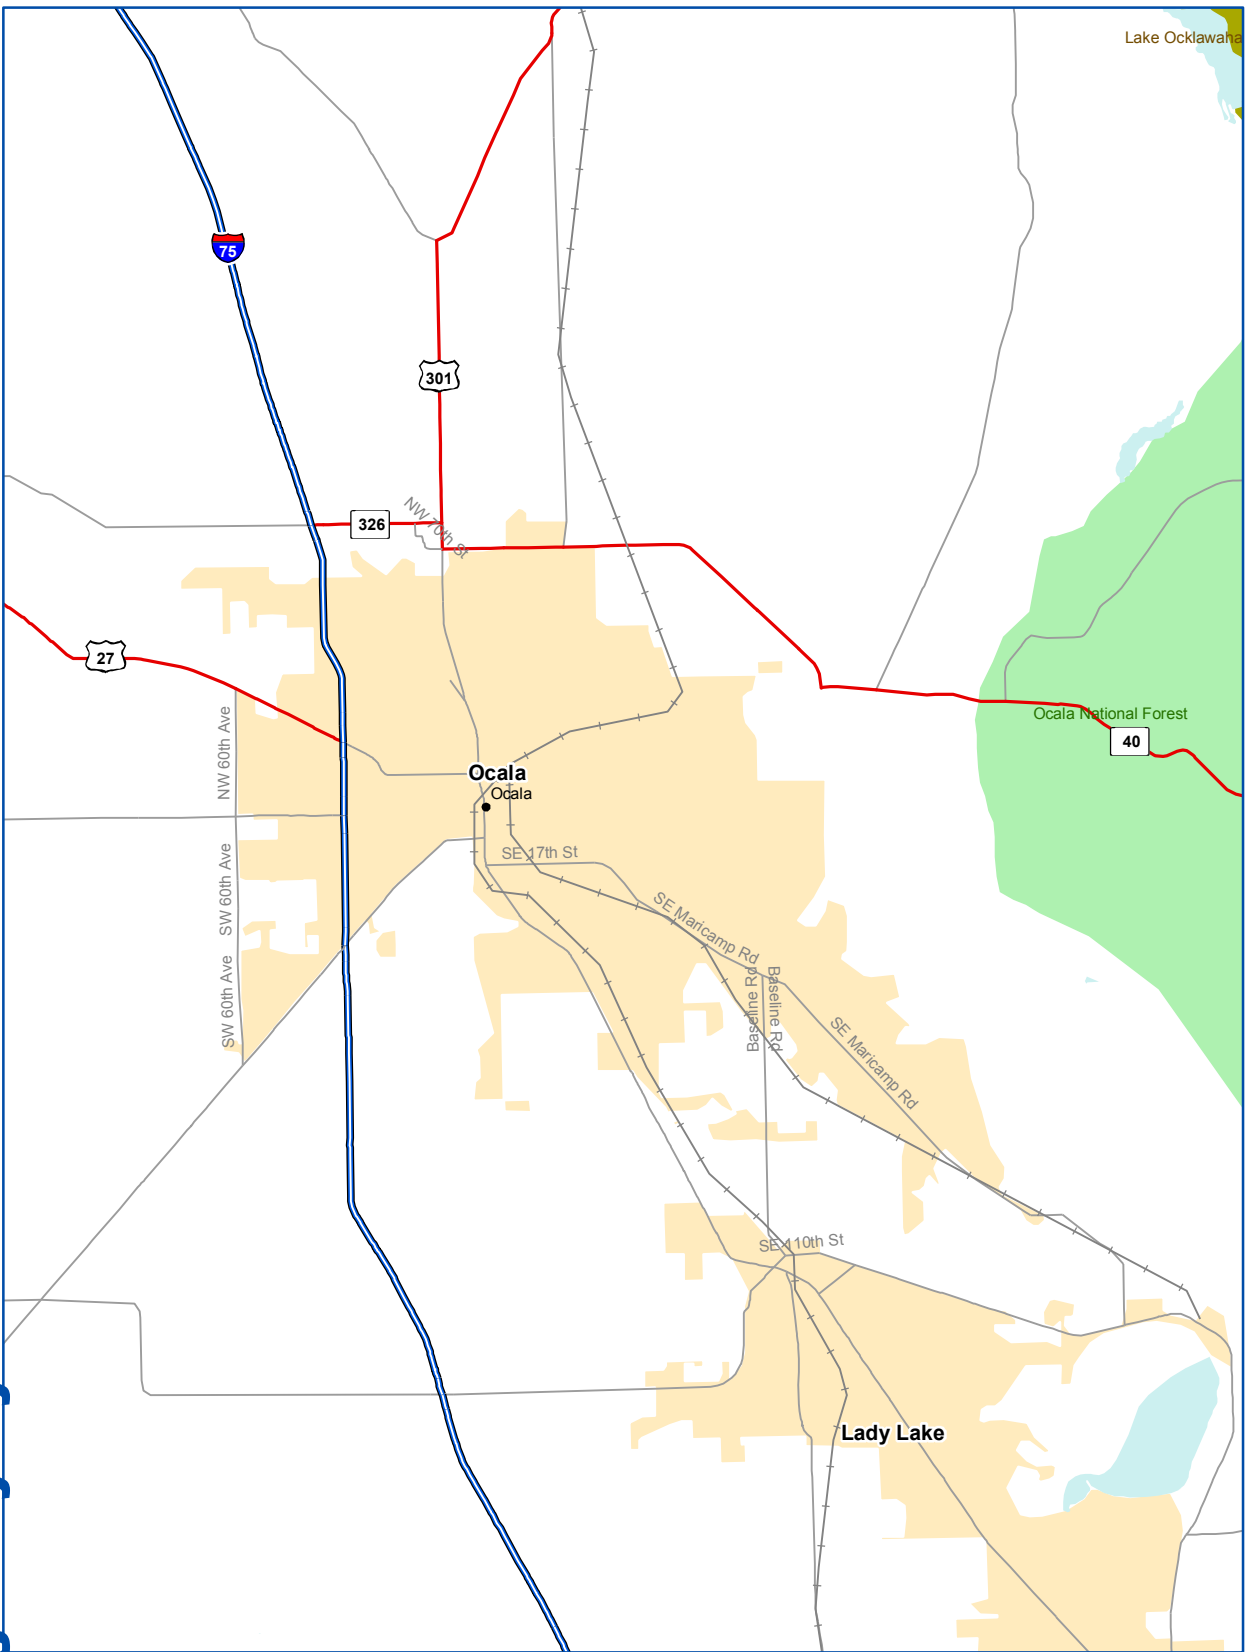 Lake Ocklawaha
75
301
326
NW 70th St
27
Ocala National Forest
40
NW 60th Ave
Ocala
Ocala
SW 60th Ave
SE 17th St
SE Maricamp Rd
SW 60th Ave
Baseline Rd
Baseline Rd
SE Maricamp Rd
SE 110th St
Lady Lake